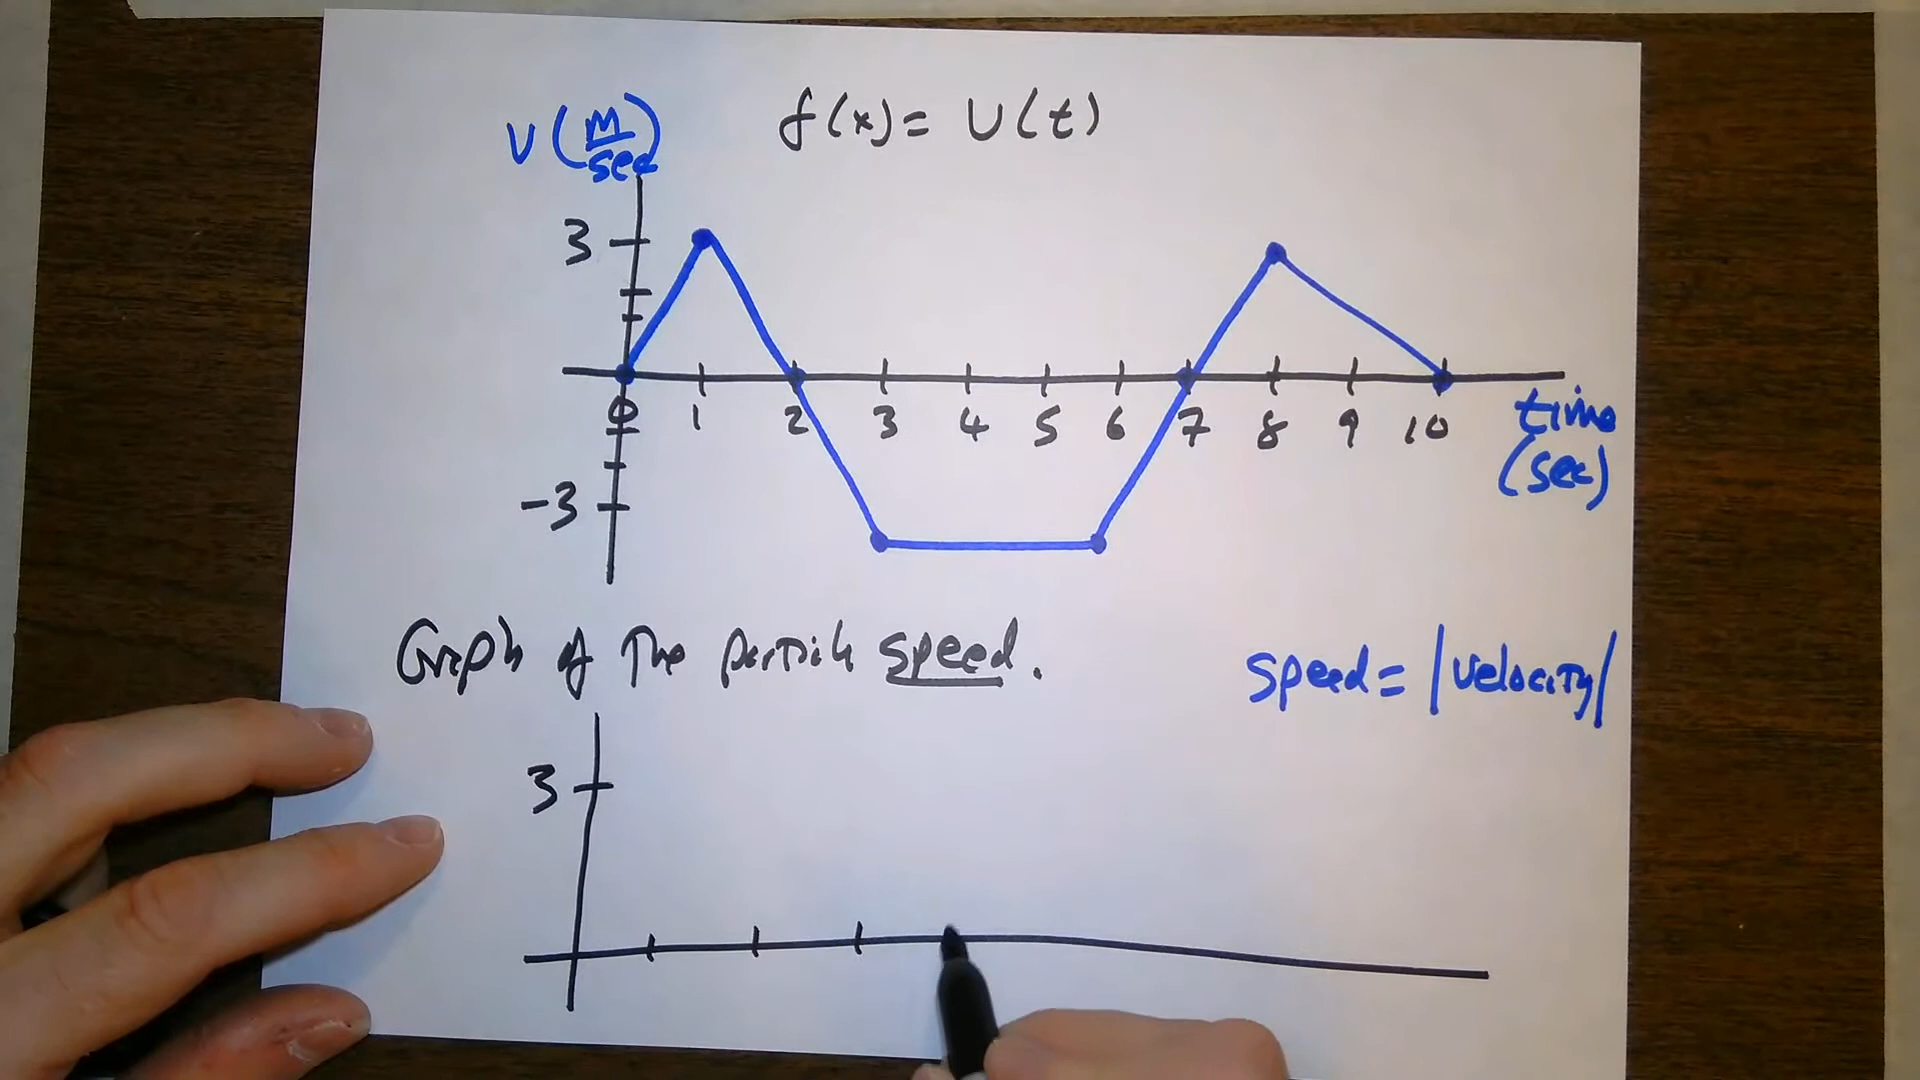 f(x) = v(t)
v (m/sec)
3
0 1 2 3 4 5 6 7 8 9 10
time
(sec)
-3
Graph of the particle speed.
speed = |velocity|
3